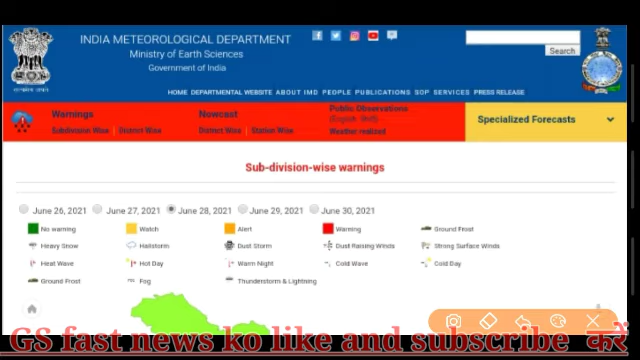 INDIA METEOROLOGICAL DEPARTMENT
Ministry of Earth Sciences
Government of India
Search
HOME DEPARTMENTAL WEBSITE ABOUT IMD PEOPLE PUBLICATIONS SOP SERVICES PRESS RELEASE
Warnings
Subdivision Wise | District Wise
Nowcast
District Wise | Station Wise
Public Observations
Weather realized
Specialized Forecasts
Sub-division-wise warnings
June 26, 2021 June 27, 2021 June 28, 2021 June 29, 2021 June 30, 2021
No warning Watch Alert Warning Ground Frost
Heavy Snow Hailstorm Dust Storm Dust Raising Winds Strong Surface Winds
Heat Wave Hot Day Warm Night Cold Wave Cold Day
Ground Frost Fog Thunderstorm & Lightning
GS fast news ko like and subscribe करें